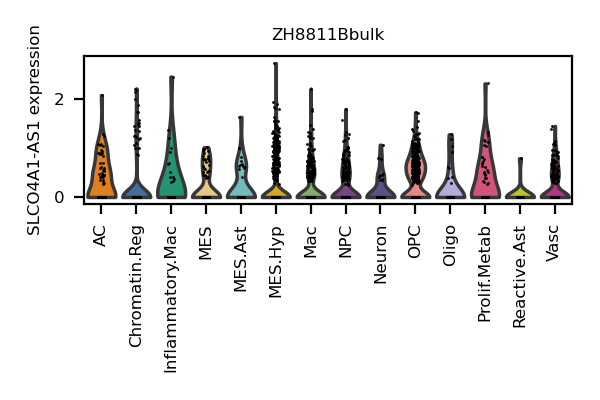 ZH8811Bbulk
SLCO4A1-AS1 expression
2
0
AC
Chromatin.Reg
Inflammatory.Mac
MES
MES.Ast
MES.Hyp
Mac
NPC
Neuron
OPC
Oligo
Prolif.Metab
Reactive.Ast
Vasc